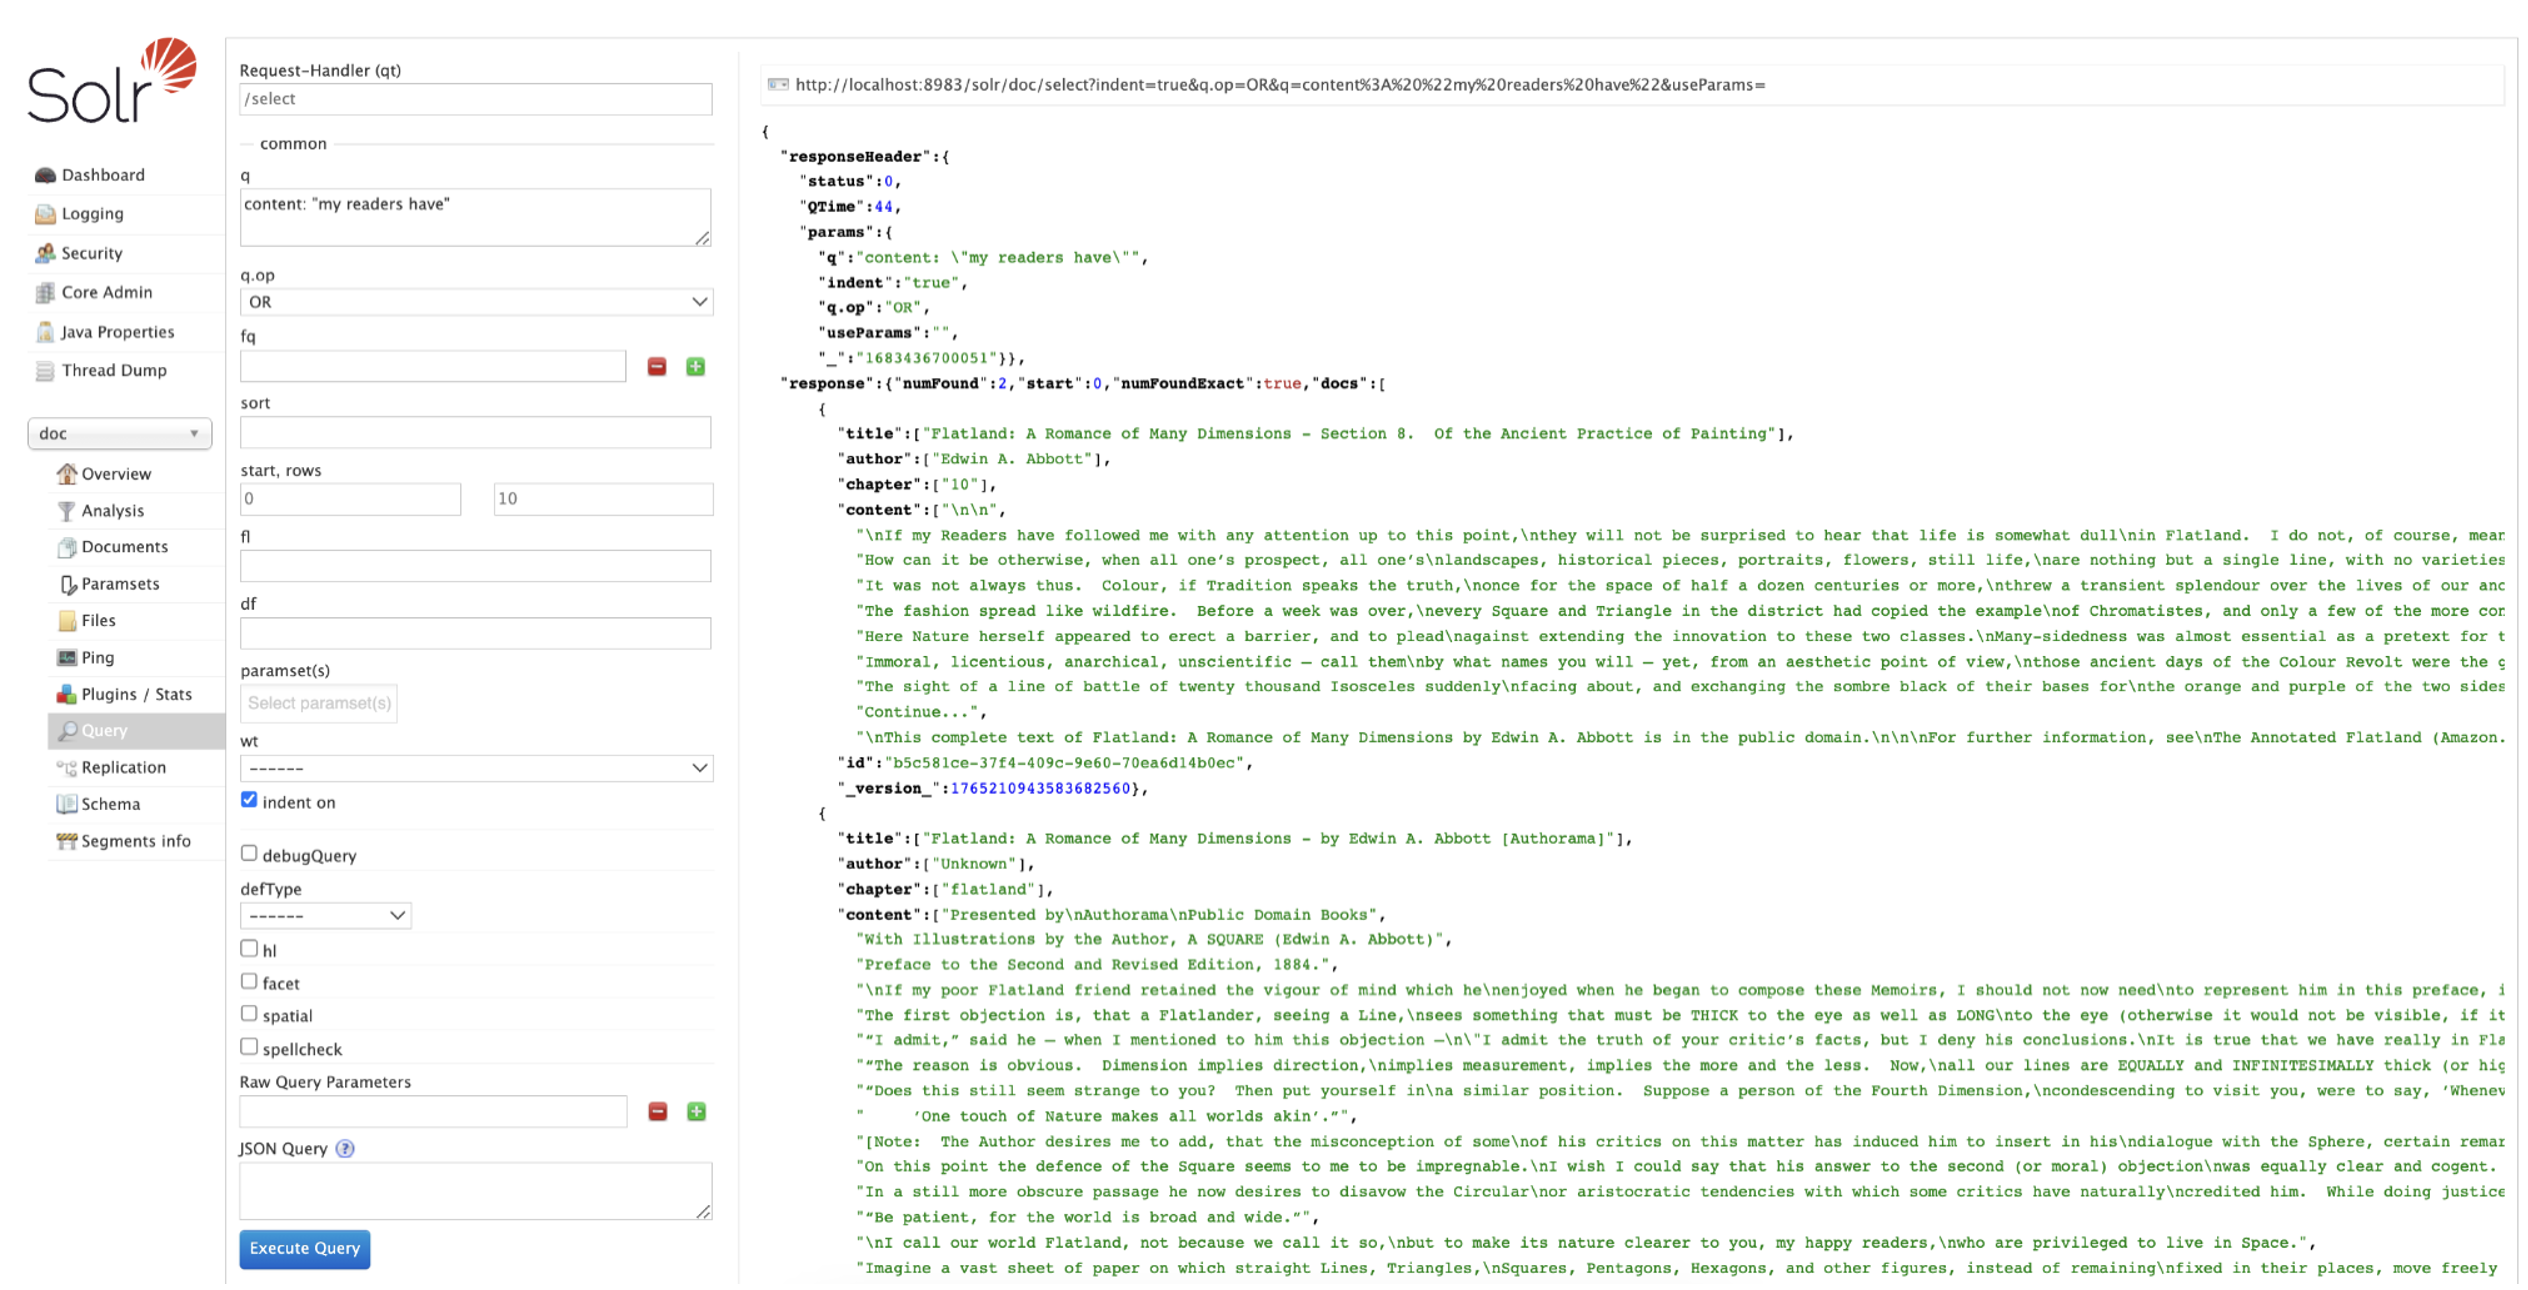 Solr
Dashboard
Logging
Security
Core Admin
Java Properties
Thread Dump
doc
Overview
Analysis
Documents
Paramsets
Files
Ping
Plugins / Stats
Query
Replication
Schema
Segments info
Request-Handler (qt)
/select
common
q
content: "my readers have"
q.op
OR
fq
sort
start, rows
0 10
fl
df
paramset(s)
Select paramset(s)
wt
------
indent on
debugQuery
defType
------
hl
facet
spatial
spellcheck
Raw Query Parameters
JSON Query ?
Execute Query
http://localhost:8983/solr/doc/select?indent=true&q.op=OR&q=content%3A%20%22my%20readers%20have%22&useParams=
{
"responseHeader":{
"status":0,
"QTime":44,
"params":{
"q":"content: \"my readers have\"",
"indent":"true",
"q.op":"OR",
"useParams":"",
"_":"1683436700051"}},
"response":{"numFound":2,"start":0,"numFoundExact":true,"docs":[
{
"title":["Flatland: A Romance of Many Dimensions - Section 8.  Of the Ancient Practice of Painting"],
"author":["Edwin A. Abbott"],
"chapter":["10"],
"content":["\n\n",
"\nIf my Readers have followed me with any attention up to this point,\nthey will not be surprised to hear that life is somewhat dull\nin Flatland.  I do not, of course, mean
"How can it be otherwise, when all one’s prospect, all one’s\nlandscapes, historical pieces, portraits, flowers, still life,\nare nothing but a single line, with no varieties
"It was not always thus.  Colour, if Tradition speaks the truth,\nonce for the space of half a dozen centuries or more,\nthrew a transient splendour over the lives of our anc
"The fashion spread like wildfire.  Before a week was over,\nevery Square and Triangle in the district had copied the example\nof Chromatistes, and only a few of the more con
"Here Nature herself appeared to erect a barrier, and to plead\nagainst extending the innovation to these two classes.\nMany-sidedness was almost essential as a pretext for t
"Immoral, licentious, anarchical, unscientific — call them\nby what names you will — yet, from an aesthetic point of view,\nthose ancient days of the Colour Revolt were the g
"The sight of a line of battle of twenty thousand Isosceles suddenly\nfacing about, and exchanging the sombre black of their bases for\nthe orange and purple of the two sides
"Continue...",
"\nThis complete text of Flatland: A Romance of Many Dimensions by Edwin A. Abbott is in the public domain.\n\n\nFor further information, see\nThe Annotated Flatland (Amazon.
"id":"b5c581ce-37f4-409c-9e60-70ea6d14b0ec",
"_version_":1765210943583682560},
{
"title":["Flatland: A Romance of Many Dimensions - by Edwin A. Abbott [Authorama]"],
"author":["Unknown"],
"chapter":["flatland"],
"content":["Presented by\nAuthorama\nPublic Domain Books",
"With Illustrations by the Author, A SQUARE (Edwin A. Abbott)",
"Preface to the Second and Revised Edition, 1884.",
"\nIf my poor Flatland friend retained the vigour of mind which he\nenjoyed when he began to compose these Memoirs, I should not now need\nto represent him in this preface, i
"The first objection is, that a Flatlander, seeing a Line,\nsees something that must be THICK to the eye as well as LONG\nto the eye (otherwise it would not be visible, if it
"“I admit,” said he — when I mentioned to him this objection —\n\"I admit the truth of your critic’s facts, but I deny his conclusions.\nIt is true that we have really in Fla
"“The reason is obvious.  Dimension implies direction,\nimplies measurement, implies the more and the less.  Now,\nall our lines are EQUALLY and INFINITESIMALLY thick (or hig
"“Does this still seem strange to you?  Then put yourself in\na similar position.  Suppose a person of the Fourth Dimension,\ncondescending to visit you, were to say, ‘Whenev
"     ‘One touch of Nature makes all worlds akin’.”",
"[Note:  The Author desires me to add, that the misconception of some\nof his critics on this matter has induced him to insert in his\ndialogue with the Sphere, certain remar
"On this point the defence of the Square seems to me to be impregnable.\nI wish I could say that his answer to the second (or moral) objection\nwas equally clear and cogent.
"In a still more obscure passage he now desires to disavow the Circular\nor aristocratic tendencies with which some critics have naturally\ncredited him.  While doing justice
"“Be patient, for the world is broad and wide.”",
"\nI call our world Flatland, not because we call it so,\nbut to make its nature clearer to you, my happy readers,\nwho are privileged to live in Space.",
"Imagine a vast sheet of paper on which straight Lines, Triangles,\nSquares, Pentagons, Hexagons, and other figures, instead of remaining\nfixed in their places, move freely